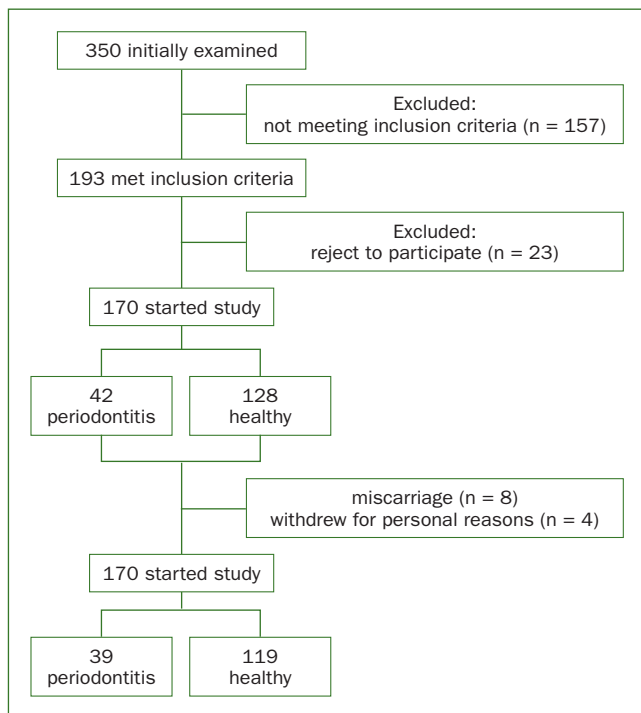 350 initially examined
Excluded:
not meeting inclusion criteria (n = 157)
193 met inclusion criteria
Excluded:
reject to participate (n = 23)
170 started study
42
periodontitis
128
healthy
miscarriage (n = 8)
withdrew for personal reasons (n = 4)
170 started study
39
periodontitis
119
healthy